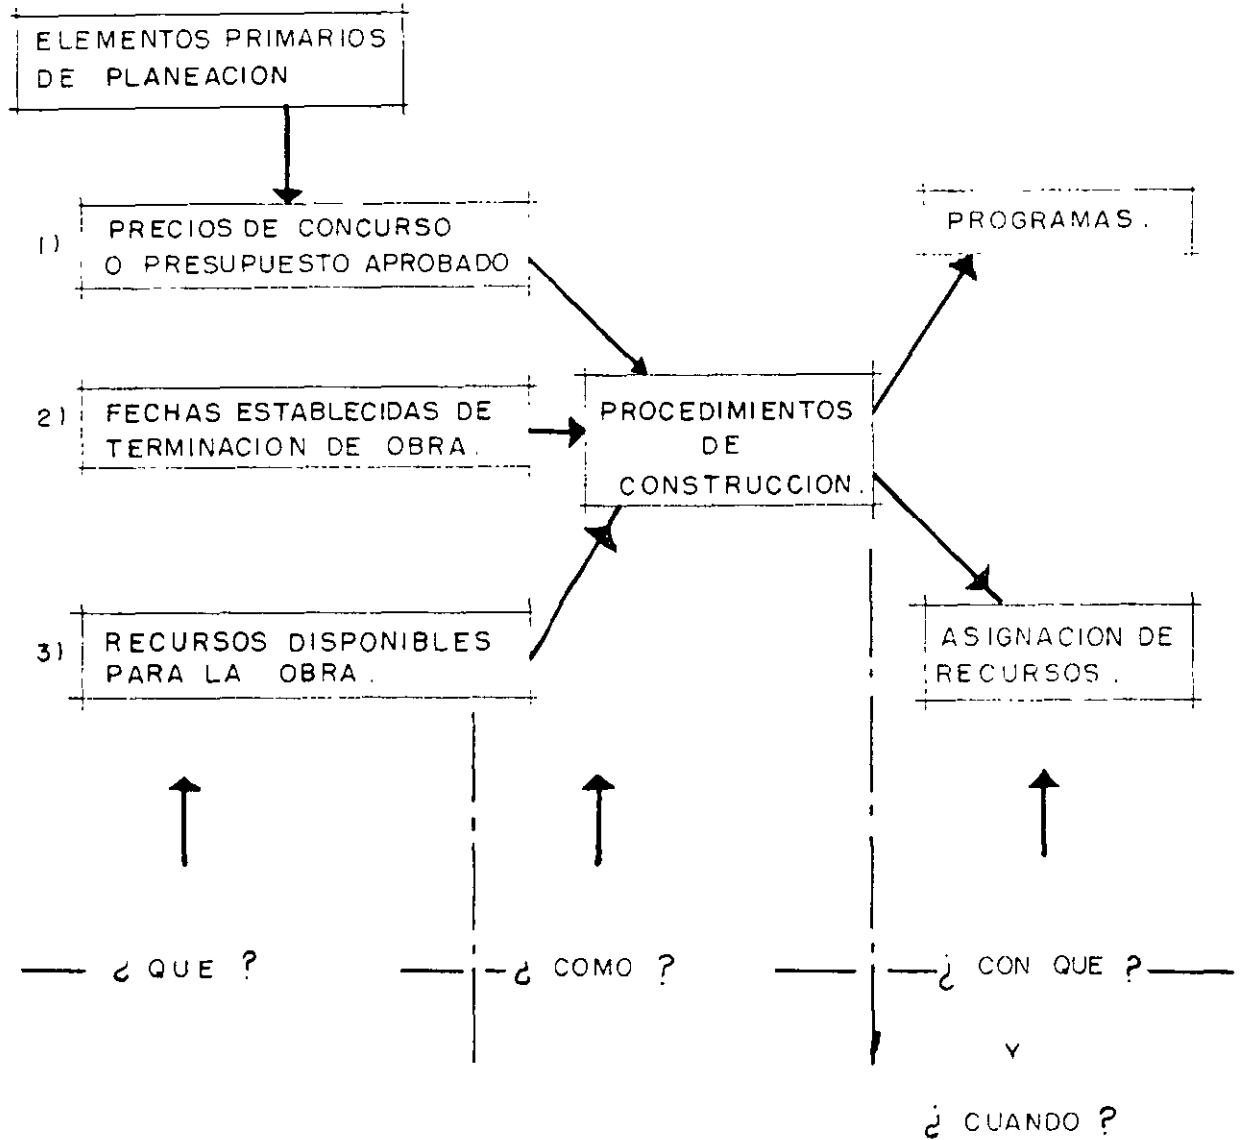 ELEMENTOS PRIMARIOS
DE PLANEACION
1) PRECIOS DE CONCURSO
O PRESUPUESTO APROBADO
2) FECHAS ESTABLECIDAS DE
TERMINACION DE OBRA.
3) RECURSOS DISPONIBLES
PARA LA OBRA.
PROCEDIMIENTOS
DE
CONSTRUCCION.
PROGRAMAS.
ASIGNACION DE
RECURSOS.
¿ QUE ?
¿ COMO ?
¿ CON QUE ?
Y
¿ CUANDO ?